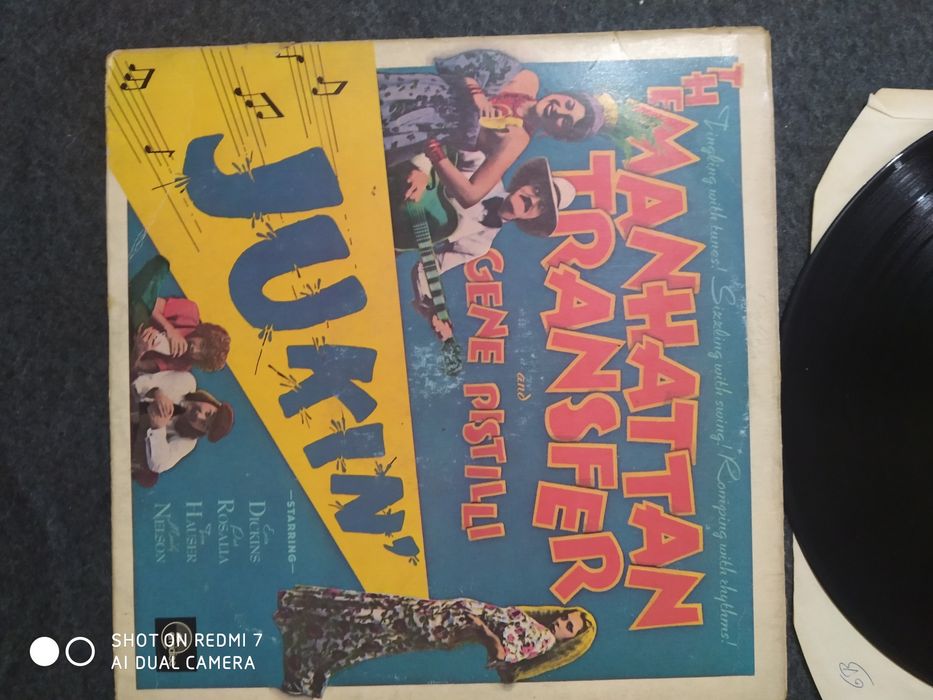 Tingling with tunes! Sizzling with swing! Romping with rhythms!
THE
MANHATTAN
TRANSFER
and
GENE PISTILLI
JUKIN'
—STARRING—
Erin
DICKINS
Pat
ROSALIA
Tim
HAUSER
Marty
NELSON
SHOT ON REDMI 7
AI DUAL CAMERA